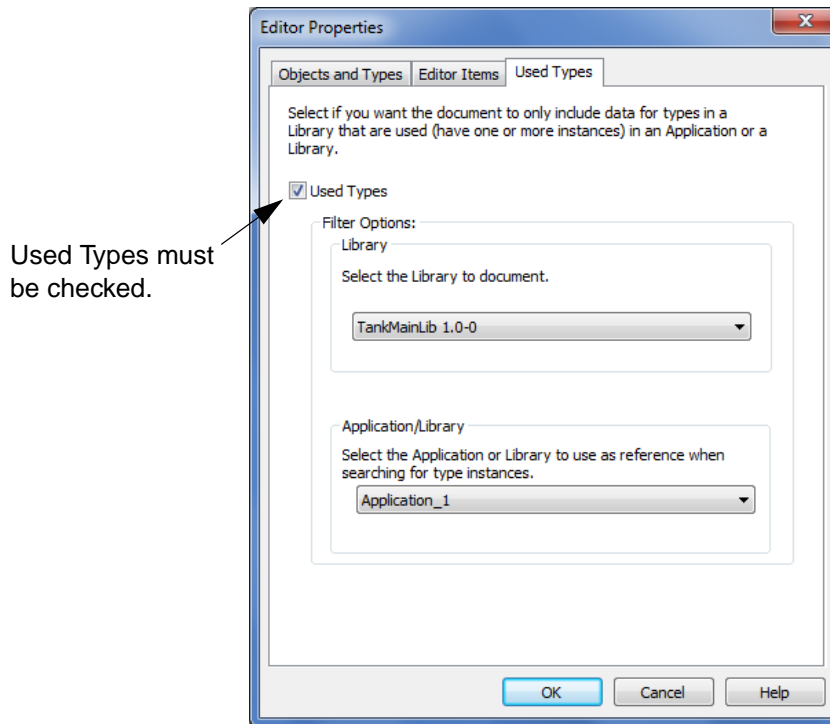 Editor Properties
Objects and Types Editor Items Used Types
Select if you want the document to only include data for types in a
Library that are used (have one or more instances) in an Application or a
Library.
Used Types
Used Types must
be checked.
Filter Options:
Library
Select the Library to document.
TankMainLib 1.0-0
Application/Library
Select the Application or Library to use as reference when
searching for type instances.
Application_1
OK Cancel Help